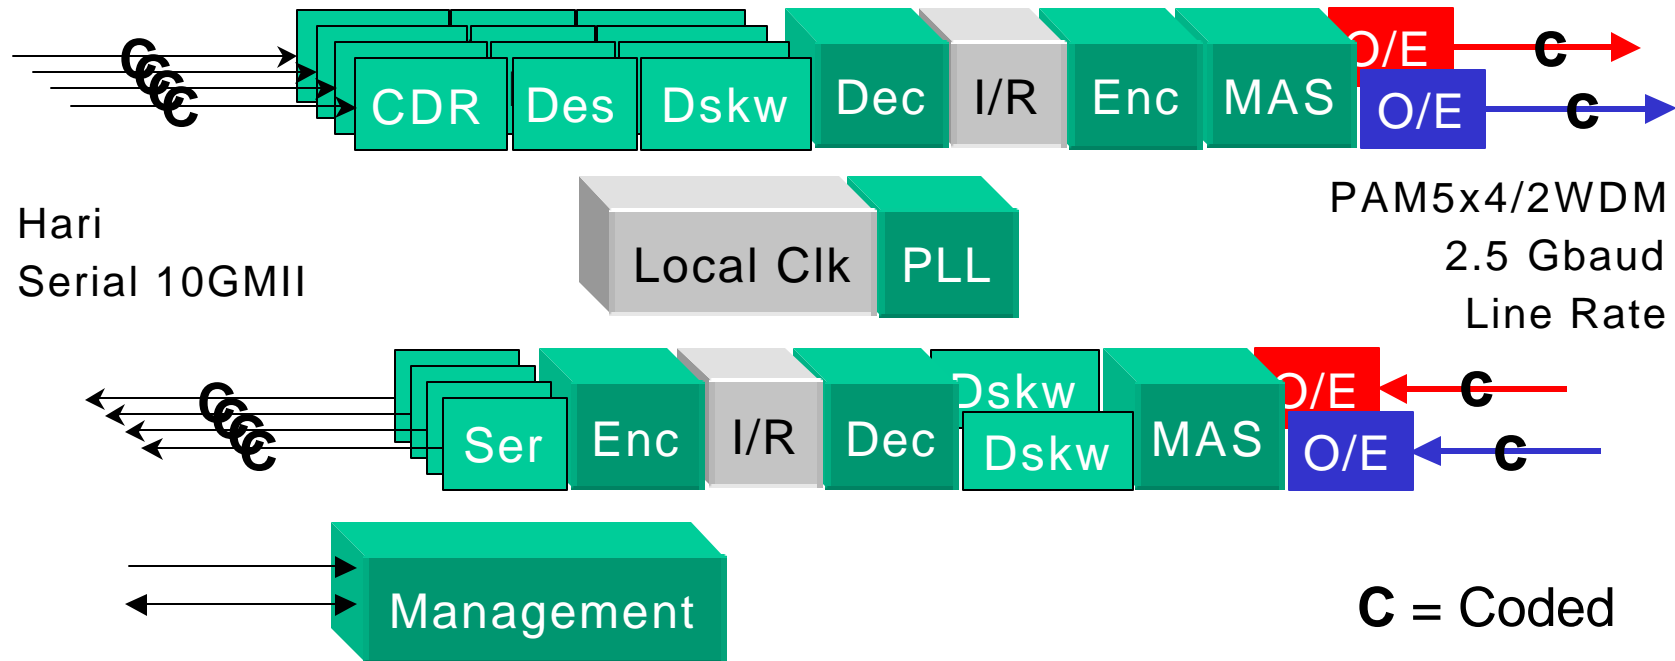 C C C C
CDR Des Dskw Dec I/R Enc MAS O/E C
O/E C
Hari
Serial 10GMII
Local Clk PLL
PAM5x4/2WDM
2.5 Gbaud
Line Rate
C C C C
Ser Enc I/R Dec Dskw MAS O/E C
Dskw O/E C
Management
C = Coded